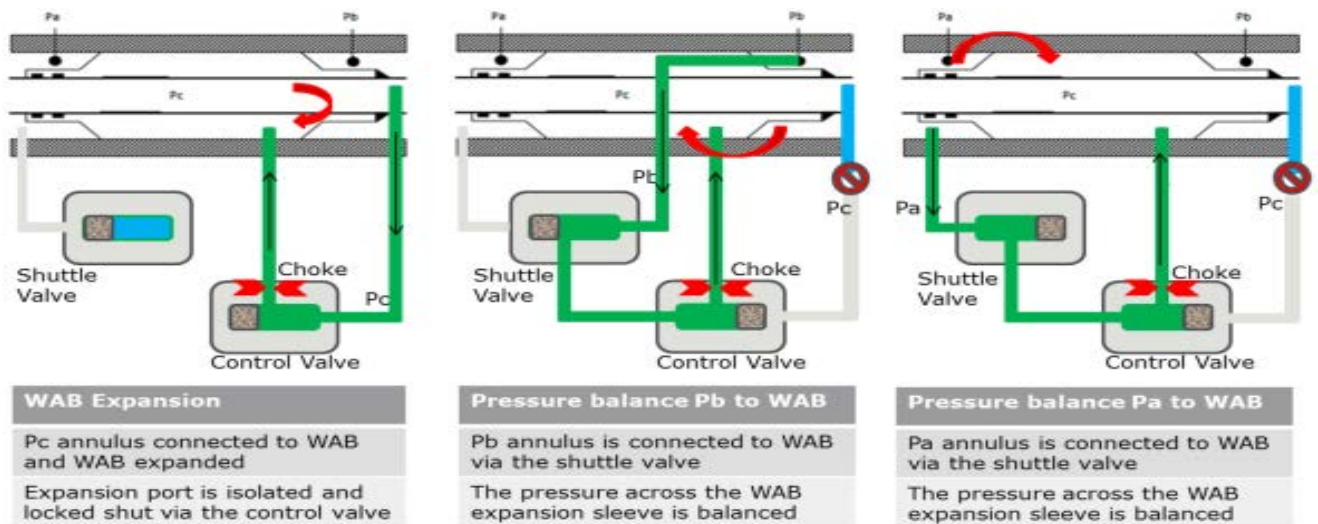 Pa
Pb
Pc
Pc
Shuttle
Valve
Choke
Control Valve
WAB Expansion
Pc annulus connected to WAB
and WAB expanded
Expansion port is isolated and
locked shut via the control valve
Pa
Pb
Pc
Pb
Pc
Shuttle
Valve
Choke
Control Valve
Pressure balance Pb to WAB
Pb annulus is connected to WAB
via the shuttle valve
The pressure across the WAB
expansion sleeve is balanced
Pa
Pb
Pc
Pa
Pc
Shuttle
Valve
Choke
Control Valve
Pressure balance Pa to WAB
Pa annulus is connected to WAB
via the shuttle valve
The pressure across the WAB
expansion sleeve is balanced